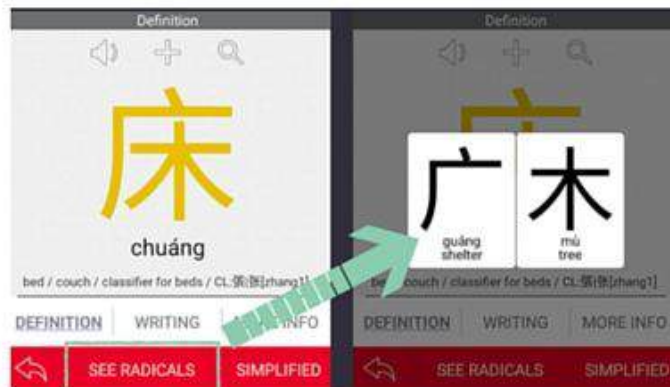 Definition
床
chuáng
bed / couch / classifier for beds / CL:張|张[zhang1]
DEFINITION
WRITING
INFO
SEE RADICALS
SIMPLIFIED
Definition
广
guǎng
shelter
木
mù
tree
couch / classifier for beds / CL:張|张[zhang1]
DEFINITION
WRITING
MORE INFO
SEE RADICALS
SIMPLIFIED